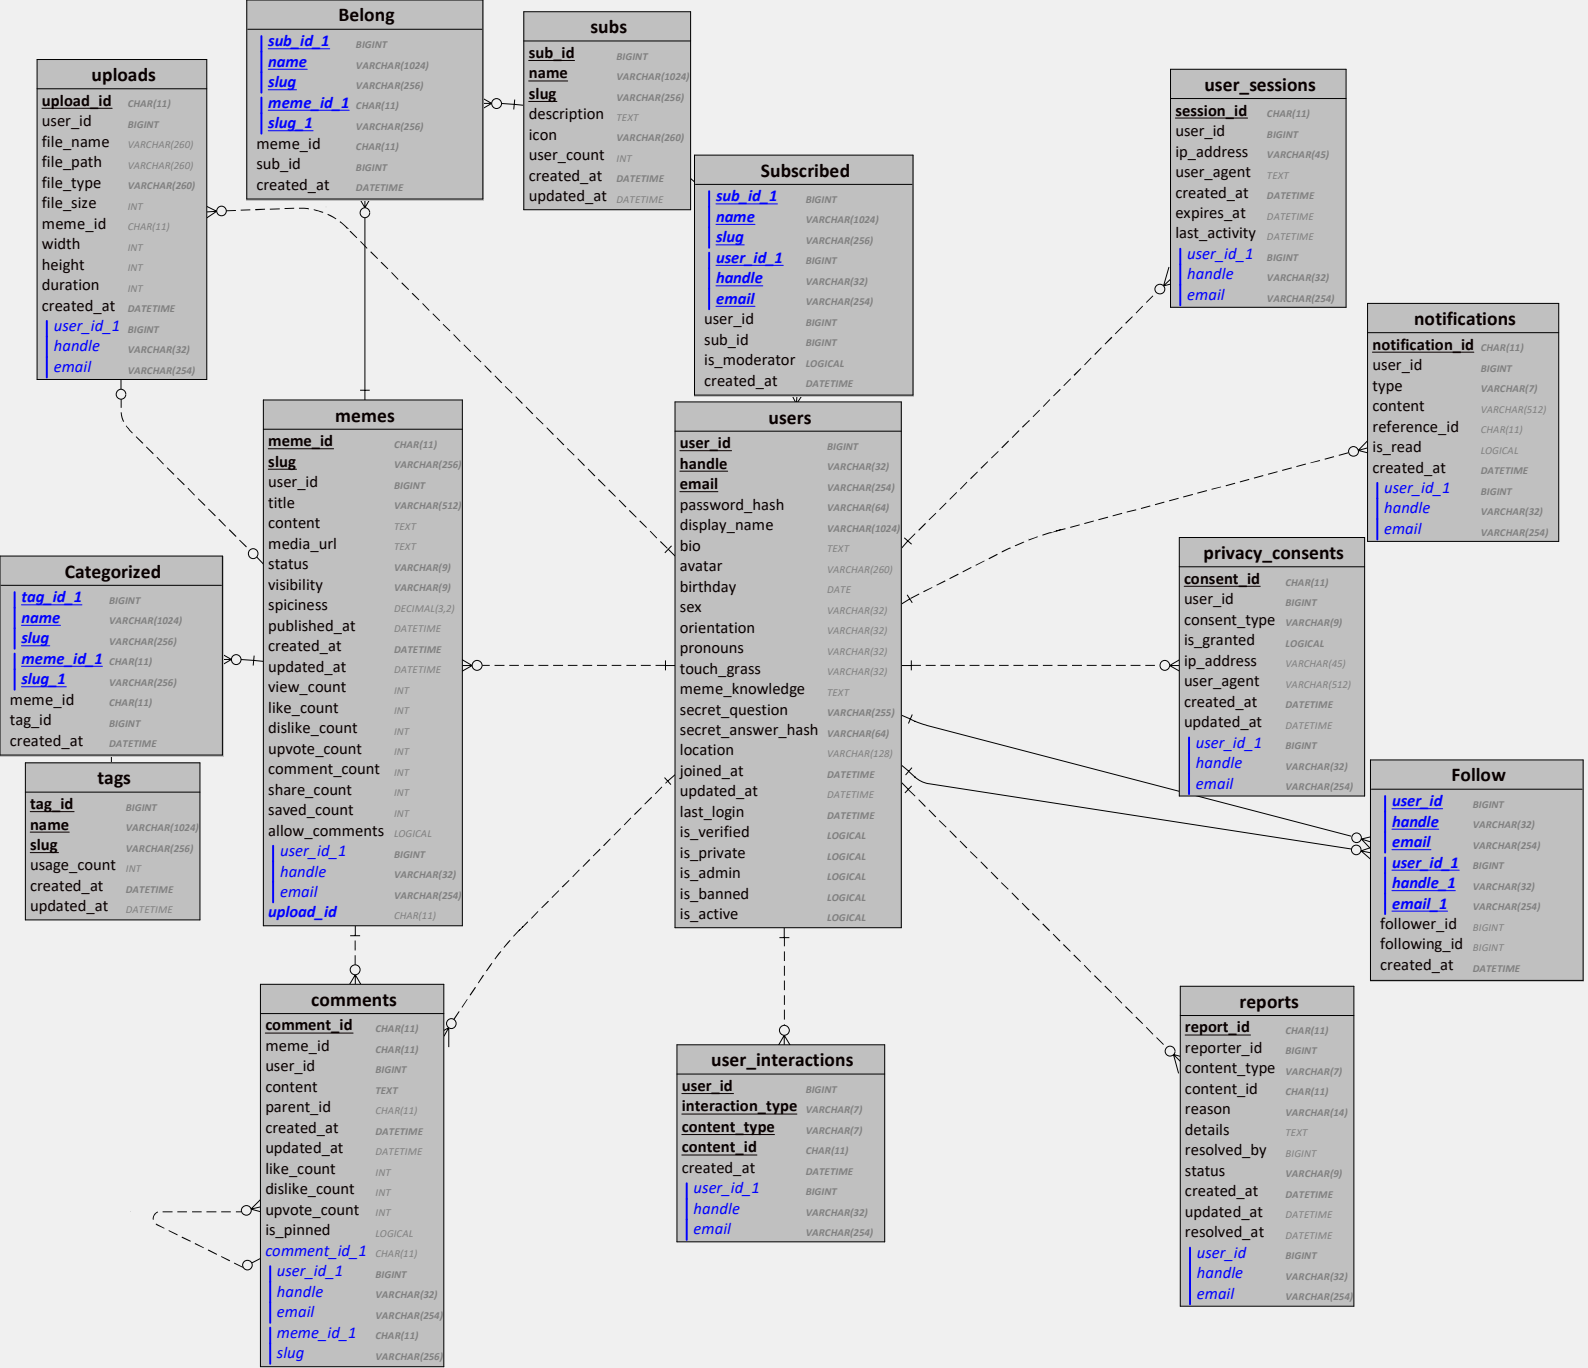 Belong
sub_id_1 BIGINT
name VARCHAR(1024)
slug VARCHAR(256)
meme_id_1 CHAR(11)
slug_1 VARCHAR(256)
meme_id CHAR(11)
sub_id BIGINT
created_at DATETIME
subs
sub_id BIGINT
name VARCHAR(1024)
slug VARCHAR(256)
description TEXT
icon VARCHAR(260)
user_count INT
created_at DATETIME
updated_at DATETIME
uploads
upload_id CHAR(11)
user_id BIGINT
file_name VARCHAR(260)
file_path VARCHAR(260)
file_type VARCHAR(260)
file_size INT
meme_id CHAR(11)
width INT
height INT
duration INT
created_at DATETIME
user_id_1 BIGINT
handle VARCHAR(32)
email VARCHAR(254)
user_sessions
session_id CHAR(11)
user_id BIGINT
ip_address VARCHAR(45)
user_agent TEXT
created_at DATETIME
expires_at DATETIME
last_activity DATETIME
user_id_1 BIGINT
handle VARCHAR(32)
email VARCHAR(254)
Subscribed
sub_id_1 BIGINT
name VARCHAR(1024)
slug VARCHAR(256)
user_id_1 BIGINT
handle VARCHAR(32)
email VARCHAR(254)
user_id BIGINT
sub_id BIGINT
is_moderator LOGICAL
created_at DATETIME
notifications
notification_id CHAR(11)
user_id BIGINT
type VARCHAR(7)
content VARCHAR(512)
reference_id CHAR(11)
is_read LOGICAL
created_at DATETIME
user_id_1 BIGINT
handle VARCHAR(32)
email VARCHAR(254)
memes
meme_id CHAR(11)
slug VARCHAR(256)
user_id BIGINT
title VARCHAR(512)
content TEXT
media_url TEXT
status VARCHAR(9)
visibility VARCHAR(9)
spiciness DECIMAL(3,2)
published_at DATETIME
created_at DATETIME
updated_at DATETIME
view_count INT
like_count INT
dislike_count INT
upvote_count INT
comment_count INT
share_count INT
saved_count INT
allow_comments LOGICAL
user_id_1 BIGINT
handle VARCHAR(32)
email VARCHAR(254)
upload_id CHAR(11)
users
user_id BIGINT
handle VARCHAR(32)
email VARCHAR(254)
password_hash VARCHAR(64)
display_name VARCHAR(1024)
bio TEXT
avatar VARCHAR(260)
birthday DATE
sex VARCHAR(32)
orientation VARCHAR(32)
pronouns VARCHAR(32)
touch_grass VARCHAR(32)
meme_knowledge TEXT
secret_question VARCHAR(255)
secret_answer_hash VARCHAR(64)
location VARCHAR(128)
joined_at DATETIME
updated_at DATETIME
last_login DATETIME
is_verified LOGICAL
is_private LOGICAL
is_admin LOGICAL
is_banned LOGICAL
is_active LOGICAL
privacy_consents
consent_id CHAR(11)
user_id BIGINT
consent_type VARCHAR(9)
is_granted LOGICAL
ip_address VARCHAR(45)
user_agent VARCHAR(512)
created_at DATETIME
updated_at DATETIME
user_id_1 BIGINT
handle VARCHAR(32)
email VARCHAR(254)
Categorized
tag_id_1 BIGINT
name VARCHAR(1024)
slug VARCHAR(256)
meme_id_1 CHAR(11)
slug_1 VARCHAR(256)
meme_id CHAR(11)
tag_id BIGINT
created_at DATETIME
tags
tag_id BIGINT
name VARCHAR(1024)
slug VARCHAR(256)
usage_count INT
created_at DATETIME
updated_at DATETIME
Follow
user_id BIGINT
handle VARCHAR(32)
email VARCHAR(254)
user_id_1 BIGINT
handle_1 VARCHAR(32)
email_1 VARCHAR(254)
follower_id BIGINT
following_id BIGINT
created_at DATETIME
comments
comment_id CHAR(11)
meme_id CHAR(11)
user_id BIGINT
content TEXT
parent_id CHAR(11)
created_at DATETIME
updated_at DATETIME
like_count INT
dislike_count INT
upvote_count INT
is_pinned LOGICAL
comment_id_1 CHAR(11)
user_id_1 BIGINT
handle VARCHAR(32)
email VARCHAR(254)
meme_id_1 CHAR(11)
slug VARCHAR(256)
user_interactions
user_id BIGINT
interaction_type VARCHAR(7)
content_type VARCHAR(7)
content_id CHAR(11)
created_at DATETIME
user_id_1 BIGINT
handle VARCHAR(32)
email VARCHAR(254)
reports
report_id CHAR(11)
reporter_id BIGINT
content_type VARCHAR(7)
content_id CHAR(11)
reason VARCHAR(14)
details TEXT
resolved_by BIGINT
status VARCHAR(9)
created_at DATETIME
updated_at DATETIME
resolved_at DATETIME
user_id BIGINT
handle VARCHAR(32)
email VARCHAR(254)